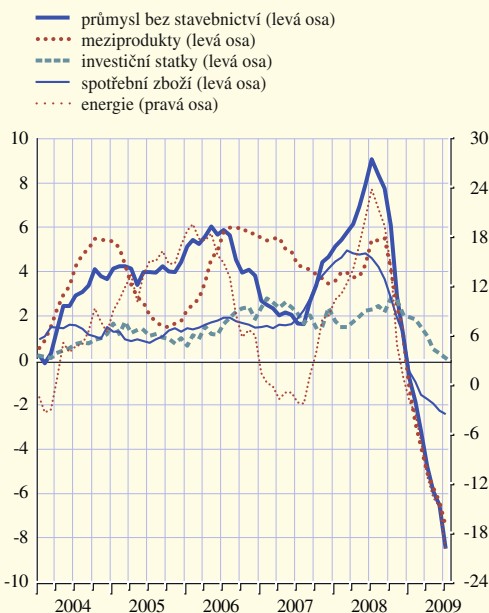 průmysl bez stavebnictví (levá osa)
meziprodukty (levá osa)
investiční statky (levá osa)
spotřební zboží (levá osa)
energie (pravá osa)
10 30
8 24
6 18
4 12
2 6
0 0
-2 -6
-4 -12
-6 -18
-8 -24
-10
2004 2005 2006 2007 2008 2009